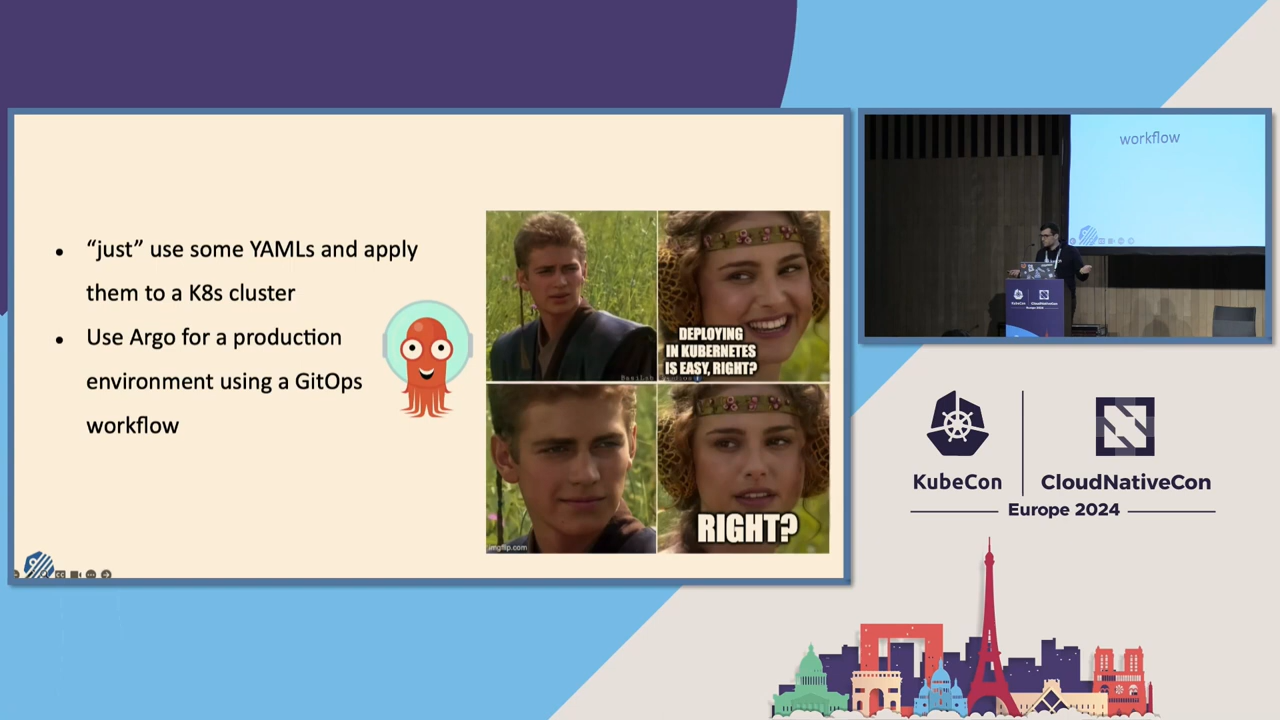 • “just” use some YAMLs and apply
them to a K8s cluster
• Use Argo for a production
environment using a GitOps
workflow
DEPLOYING
IN KUBERNETES
IS EASY, RIGHT?
RIGHT?
imgflip.com
workflow
KubeCon
CloudNativeCon
Europe 2024